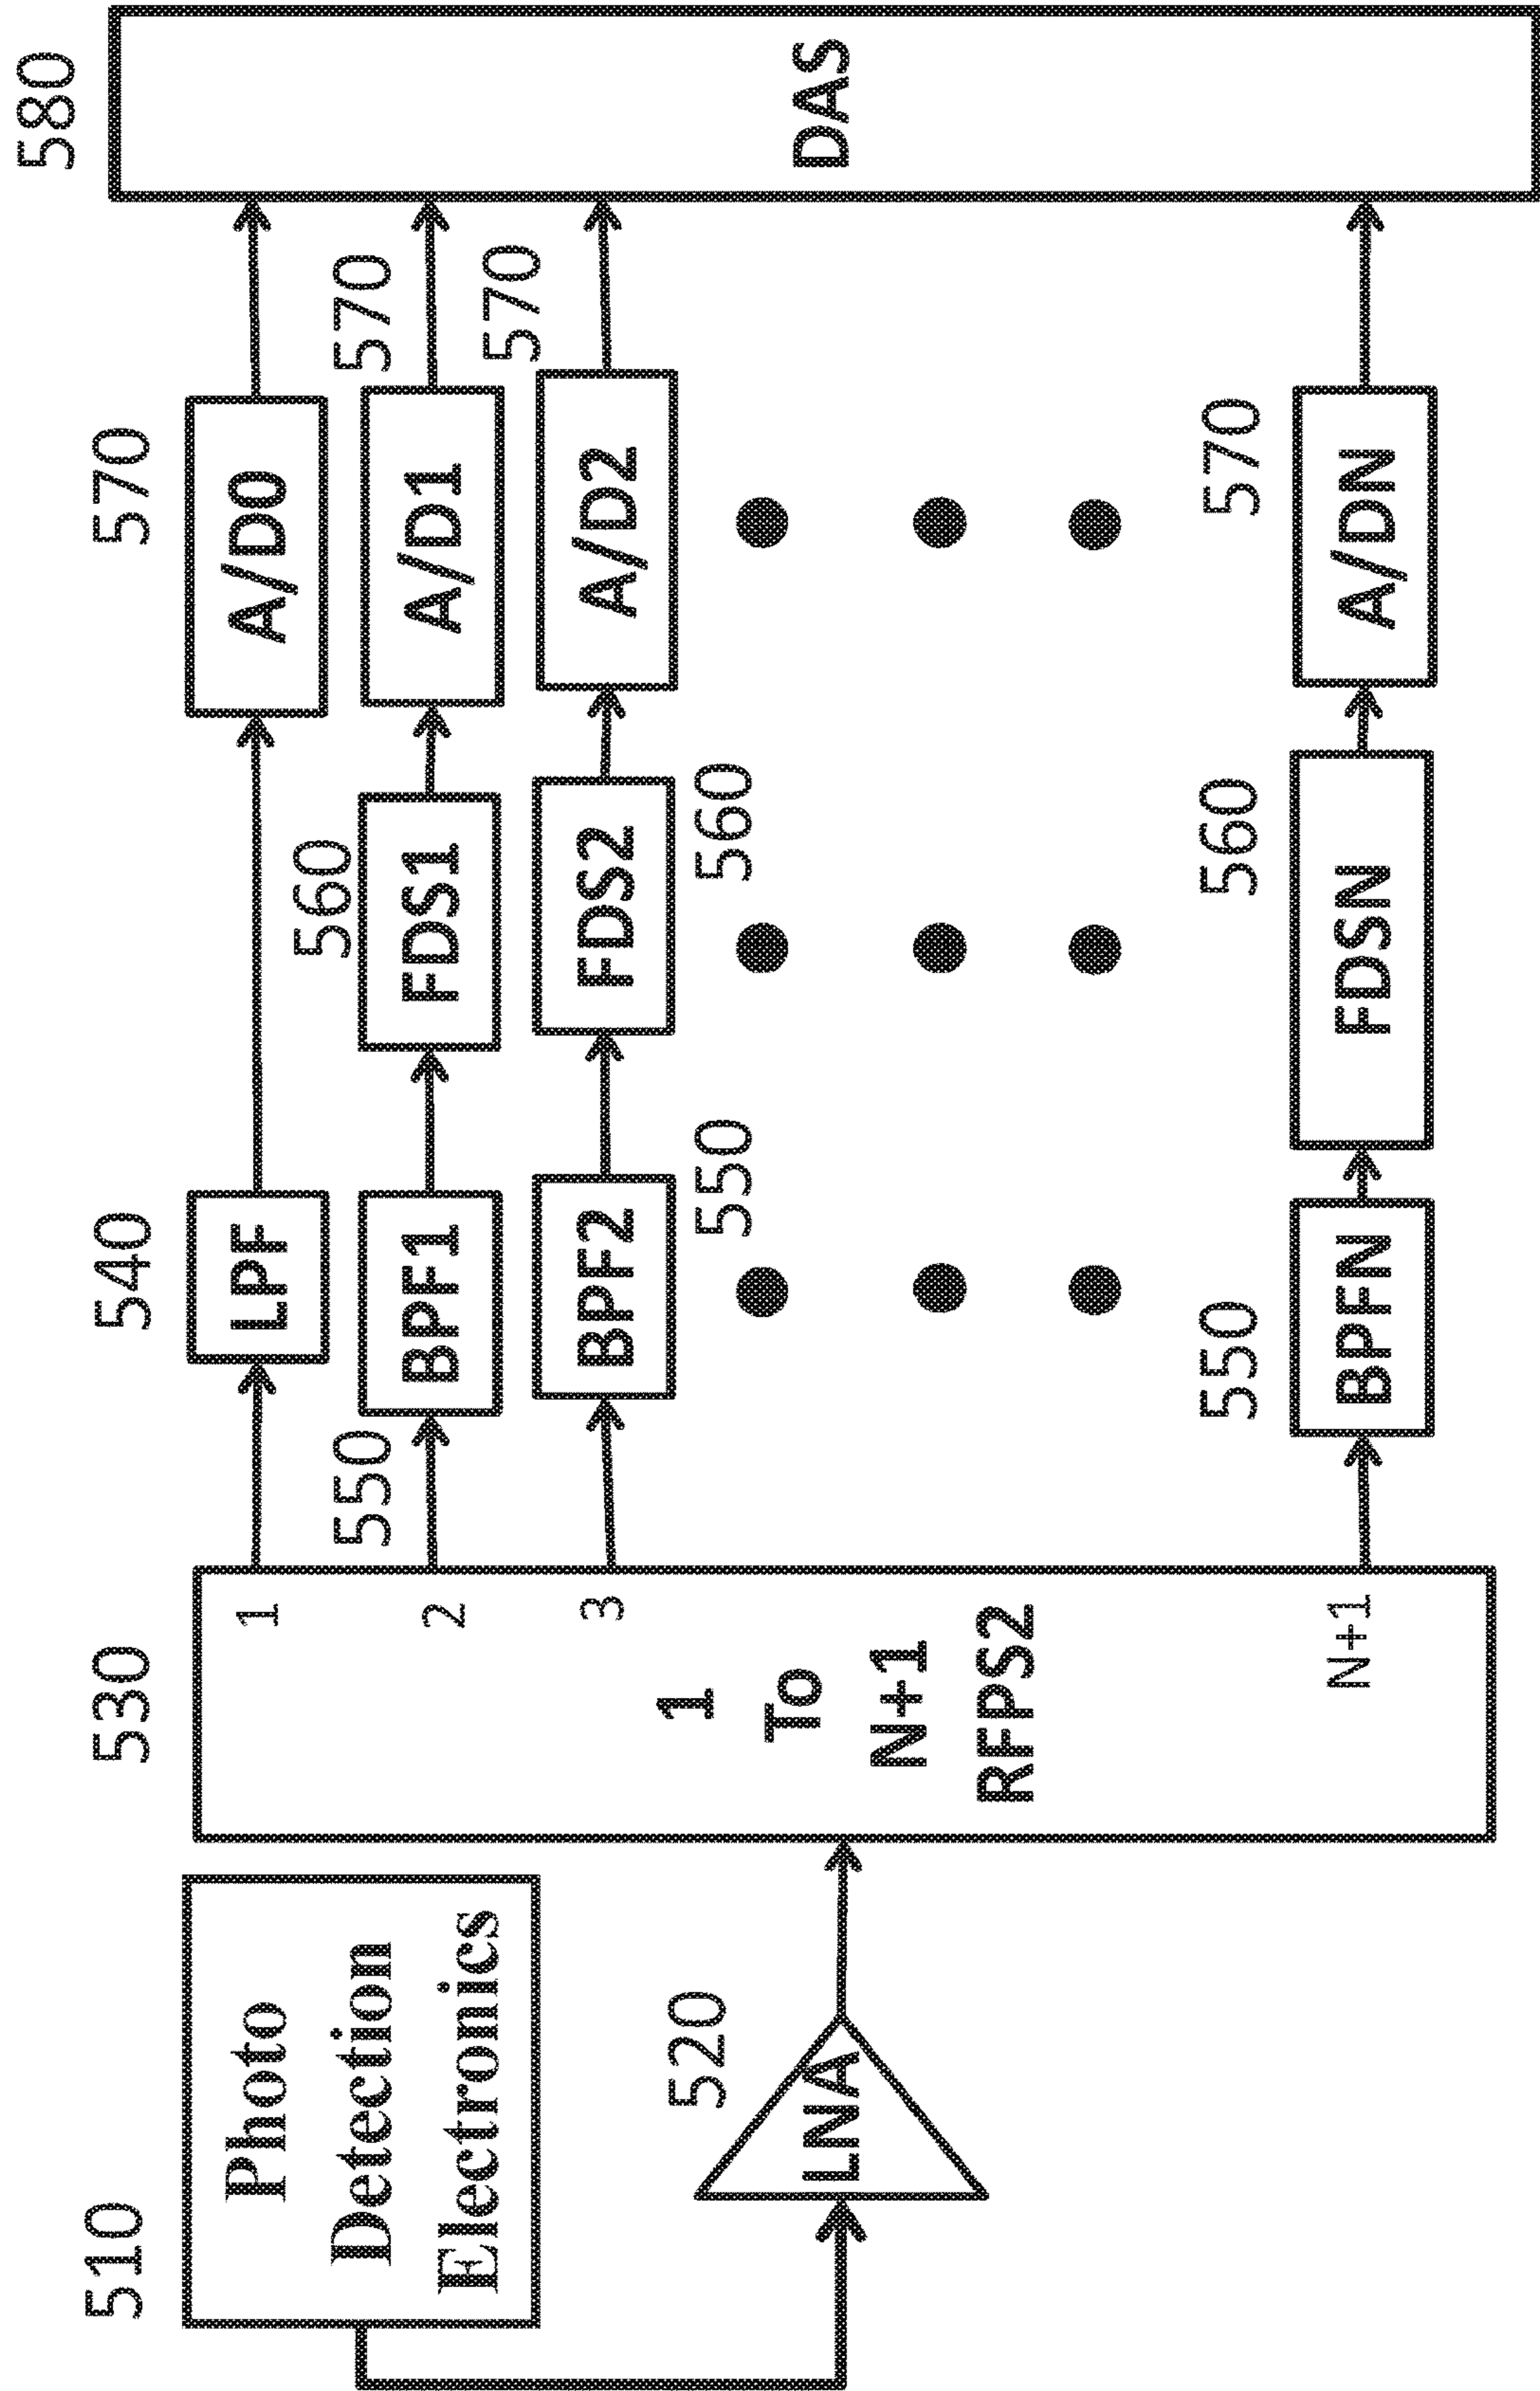 510
Photo
Detection
Electronics
520
LNA
530
1
2
3
1
To
N+1
RFPS2
N+1
540
LPF
550
BPF1
BPF2
550
550
BPFN
560
FDS1
FDS2
560
560
FDSN
570
A/D0
570
A/D1
570
A/D2
570
A/DN
580
DAS